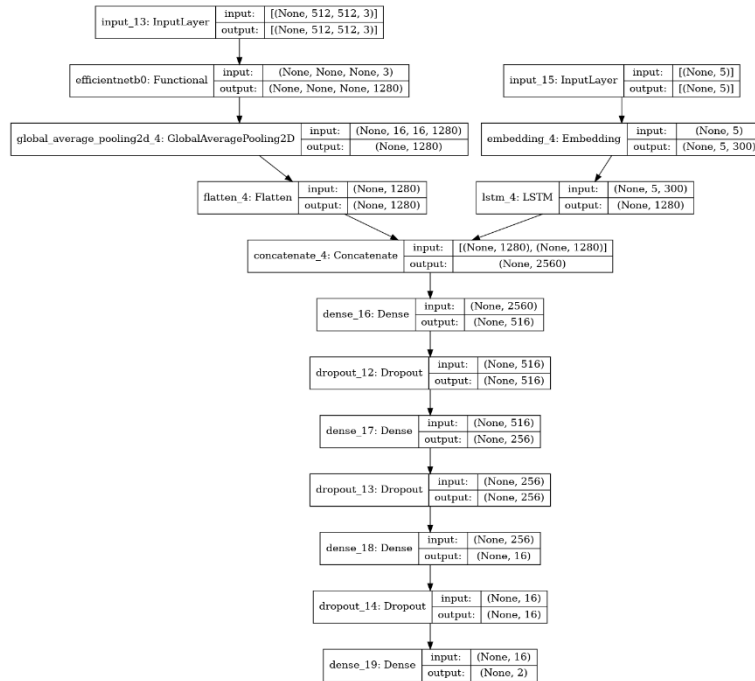 input_13: InputLayer
input: [(None, 512, 512, 3)]
output: [(None, 512, 512, 3)]
efficientnetb0: Functional
input: (None, None, None, 3)
output: (None, None, None, 1280)
input_15: InputLayer
input: [(None, 5)]
output: [(None, 5)]
global_average_pooling2d_4: GlobalAveragePooling2D
input: (None, 16, 16, 1280)
output: (None, 1280)
embedding_4: Embedding
input: (None, 5)
output: (None, 5, 300)
flatten_4: Flatten
input: (None, 1280)
output: (None, 1280)
lstm_4: LSTM
input: (None, 5, 300)
output: (None, 1280)
concatenate_4: Concatenate
input: [(None, 1280), (None, 1280)]
output: (None, 2560)
dense_16: Dense
input: (None, 2560)
output: (None, 516)
dropout_12: Dropout
input: (None, 516)
output: (None, 516)
dense_17: Dense
input: (None, 516)
output: (None, 256)
dropout_13: Dropout
input: (None, 256)
output: (None, 256)
dense_18: Dense
input: (None, 256)
output: (None, 16)
dropout_14: Dropout
input: (None, 16)
output: (None, 16)
dense_19: Dense
input: (None, 16)
output: (None, 2)